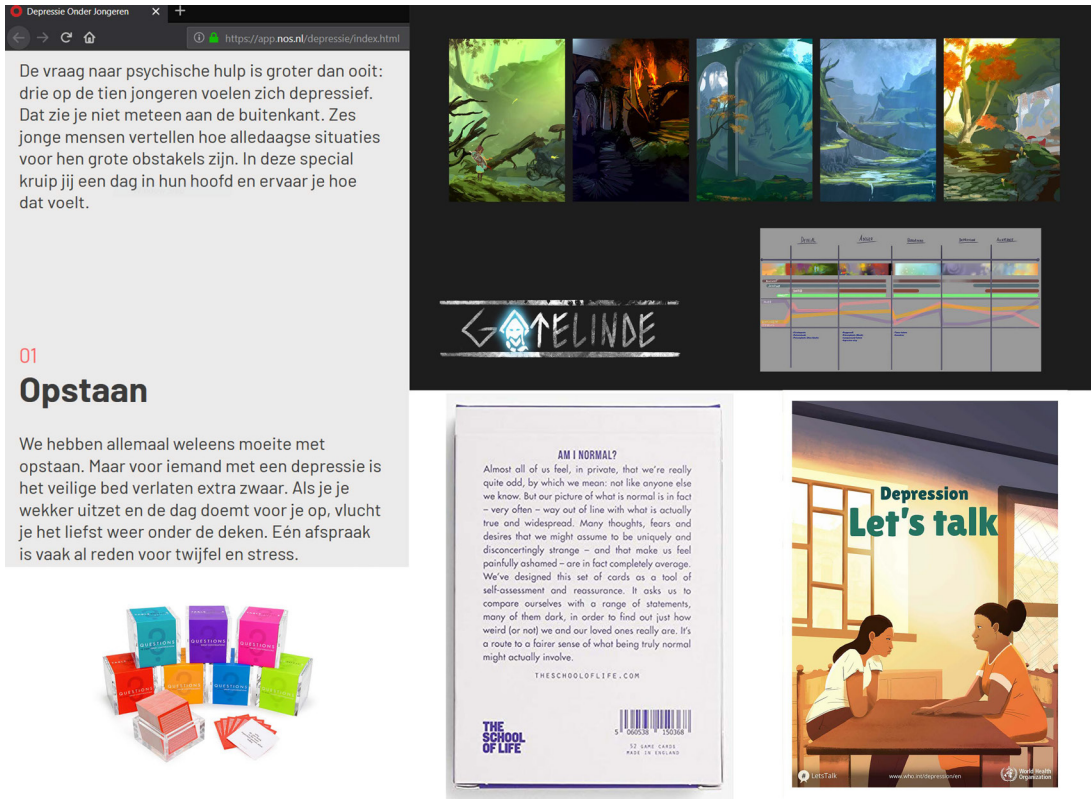 Depressie Onder Jongeren
https://app.nos.nl/depressie/index.html
De vraag naar psychische hulp is groter dan ooit:
drie op de tien jongeren voelen zich depressief.
Dat zie je niet meteen aan de buitenkant. Zes
jonge mensen vertellen hoe alledaagse situaties
voor hen grote obstakels zijn. In deze special
kruip jij een dag in hun hoofd en ervaar je hoe
dat voelt.
01
Opstaan
We hebben allemaal weleens moeite met
opstaan. Maar voor iemand met een depressie is
het veilige bed verlaten extra zwaar. Als je je
wekker uitzet en de dag doemt voor je op, vlucht
je het liefst weer onder de deken. Eén afspraak
is vaak al reden voor twijfel en stress.
QUESTIONS
QUESTIONS
QUESTIONS
QUESTIONS
QUESTIONS
QUESTIONS
QUESTIONS
AM I NORMAL?
Almost all of us feel, in private, that we're really
quite odd, by which we mean: not like anyone else
we know. But our picture of what is normal is in fact
– very often – way out of line with what is actually
true and widespread. Many thoughts, fears and
desires that we might assume to be uniquely and
disconcertingly strange – and that make us feel
painfully ashamed – are in fact completely average.
We've designed this set of cards as a tool of
self-assessment and reassurance. It asks us to
compare ourselves with a range of statements,
many of them dark, in order to find out just how
weird (or not) we and our loved ones really are. It's
a route to a fairer sense of what being truly normal
might actually involve.
THESCHOOLOFLIFE.COM
THE
SCHOOL
OF LIFE
5 060538 150368
52 GAME CARDS
MADE IN ENGLAND
Depression
Let's talk
LetsTalk
www.who.int/depression/en
World Health
Organization